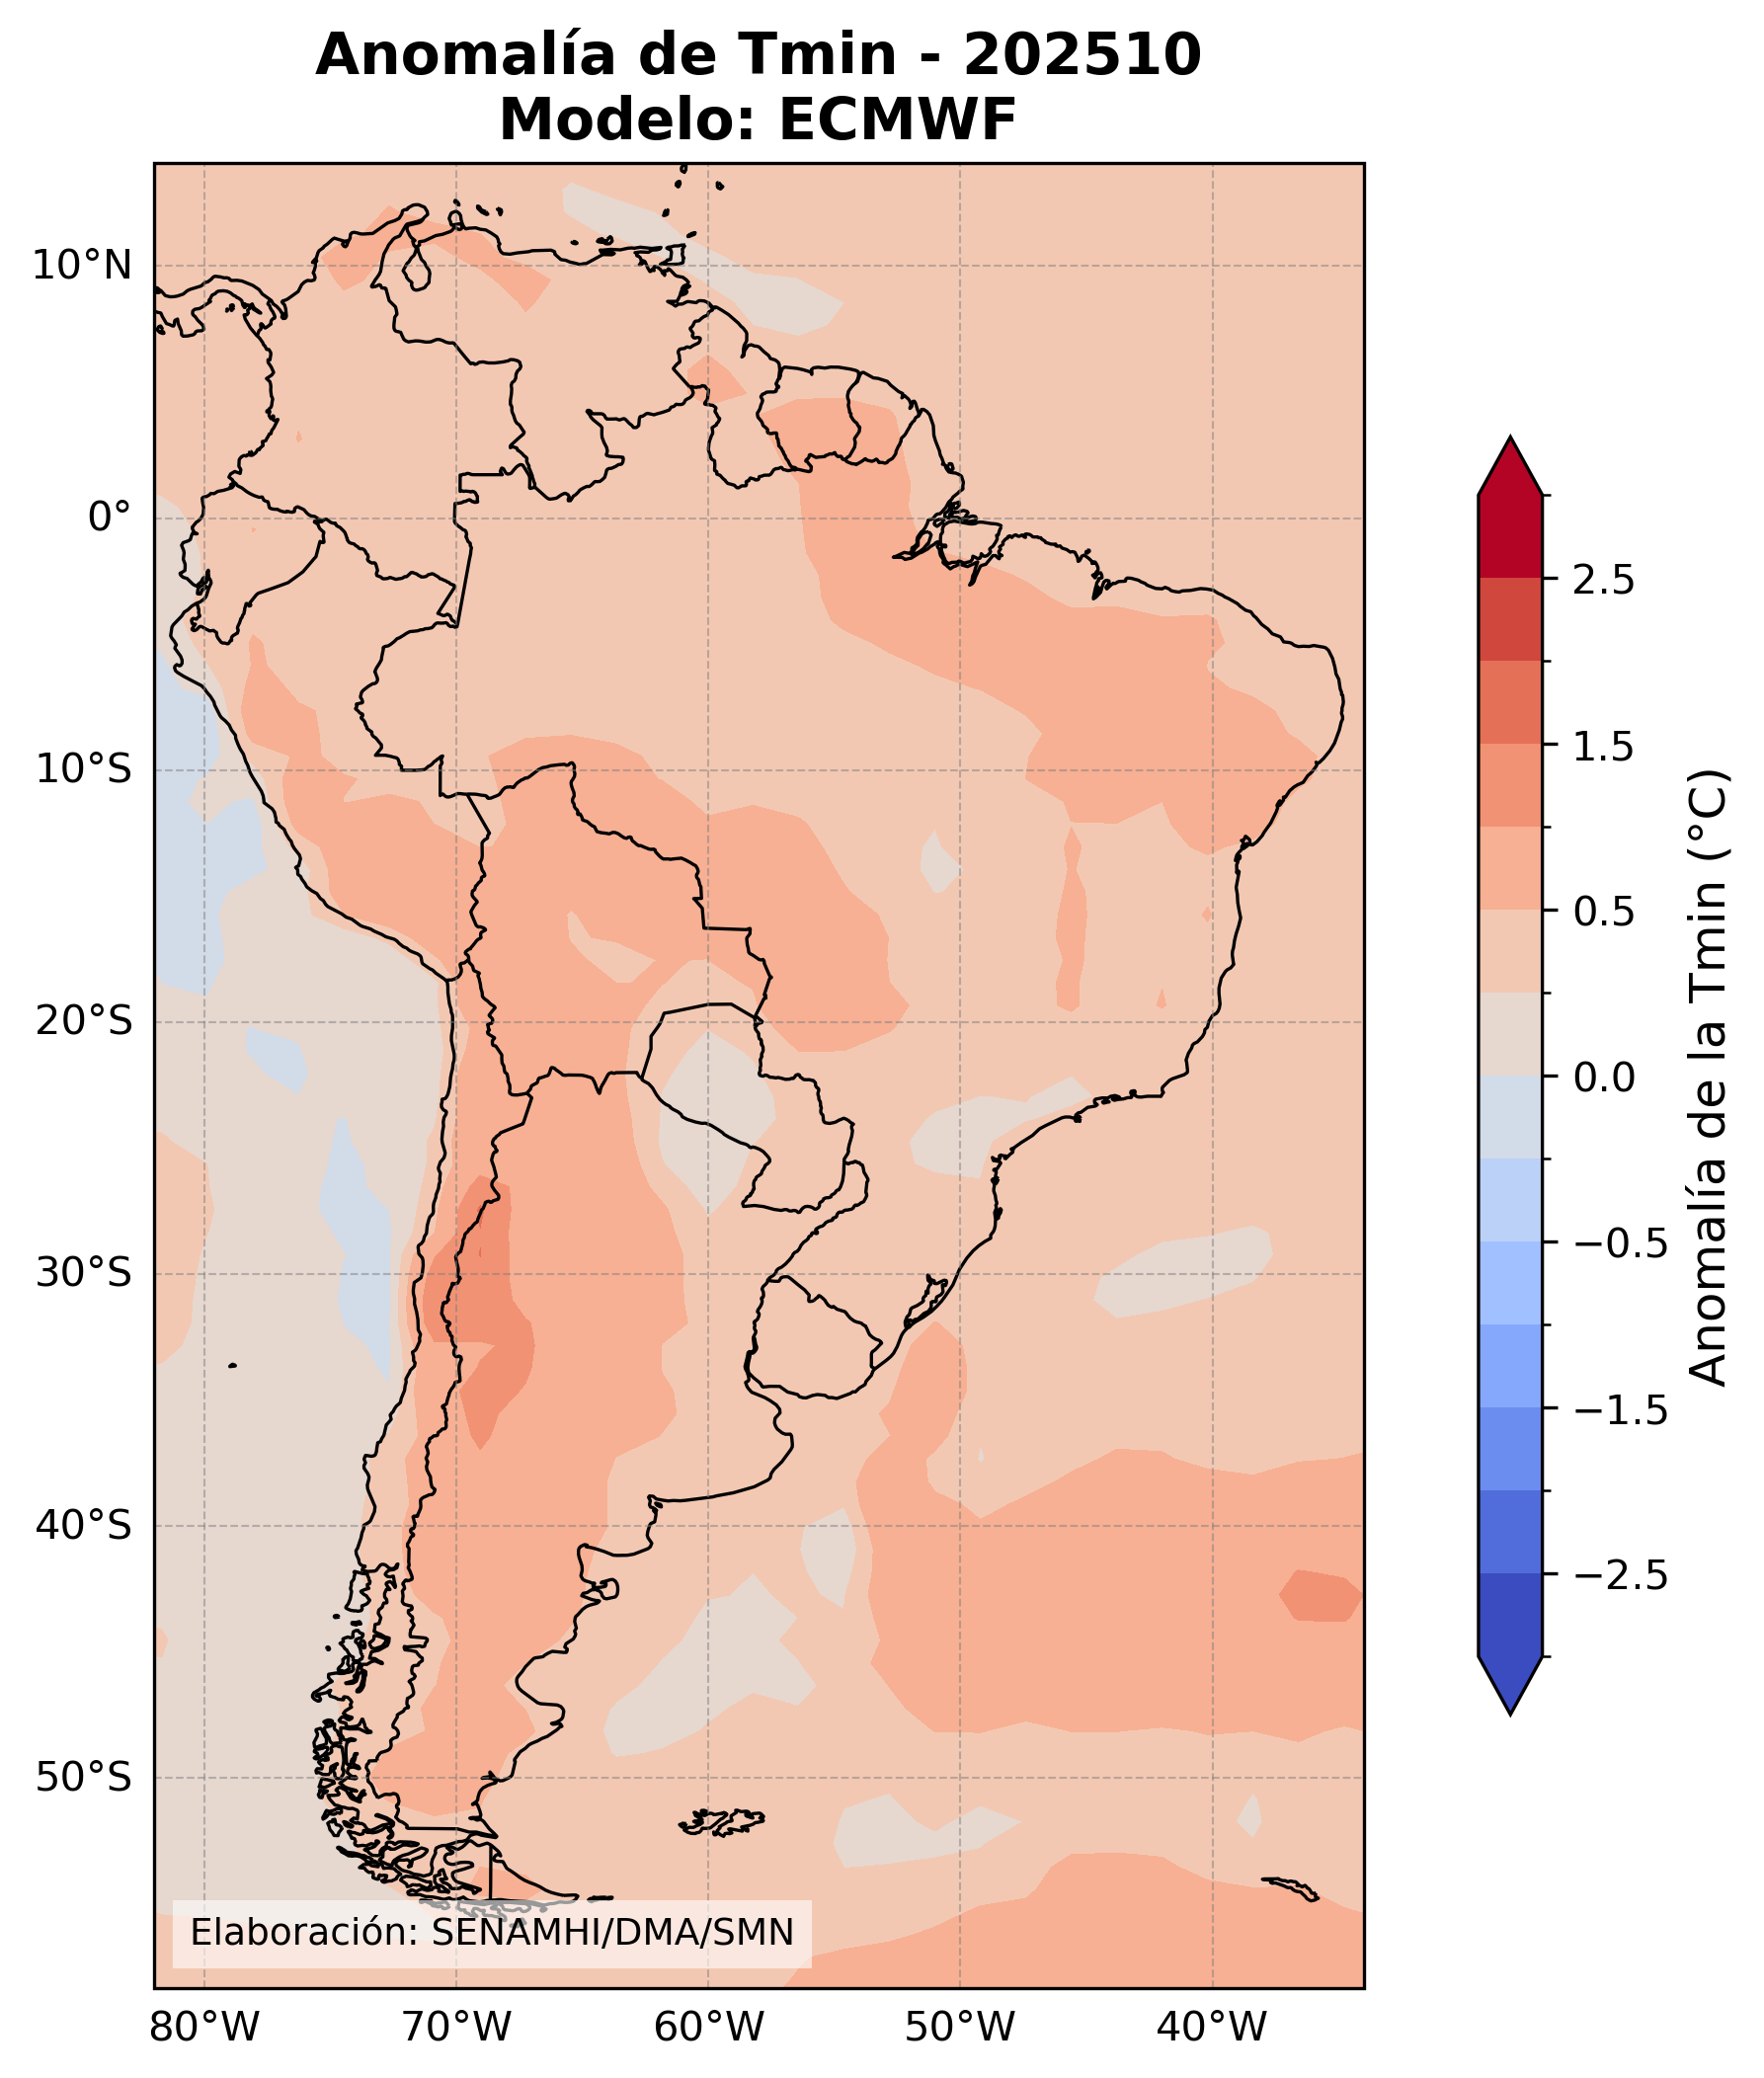 Anomalía de Tmin - 202510
Modelo: ECMWF
10°N
0°
10°S
20°S
30°S
40°S
50°S
80°W
70°W
60°W
50°W
40°W
Elaboración: SENAMHI/DMA/SMN
2.5
1.5
0.5
0.0
−0.5
−1.5
−2.5
Anomalía de la Tmin (°C)